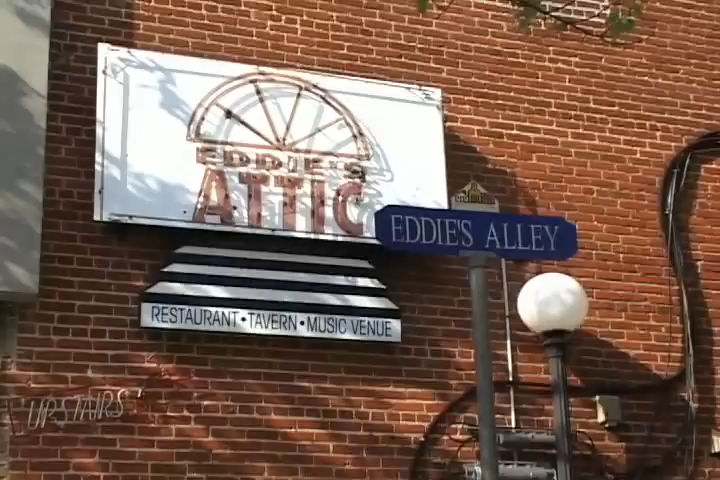 EDDIE'S
ATTIC
EDDIE'S ALLEY
RESTAURANT • TAVERN • MUSIC VENUE
UPSTAIRS